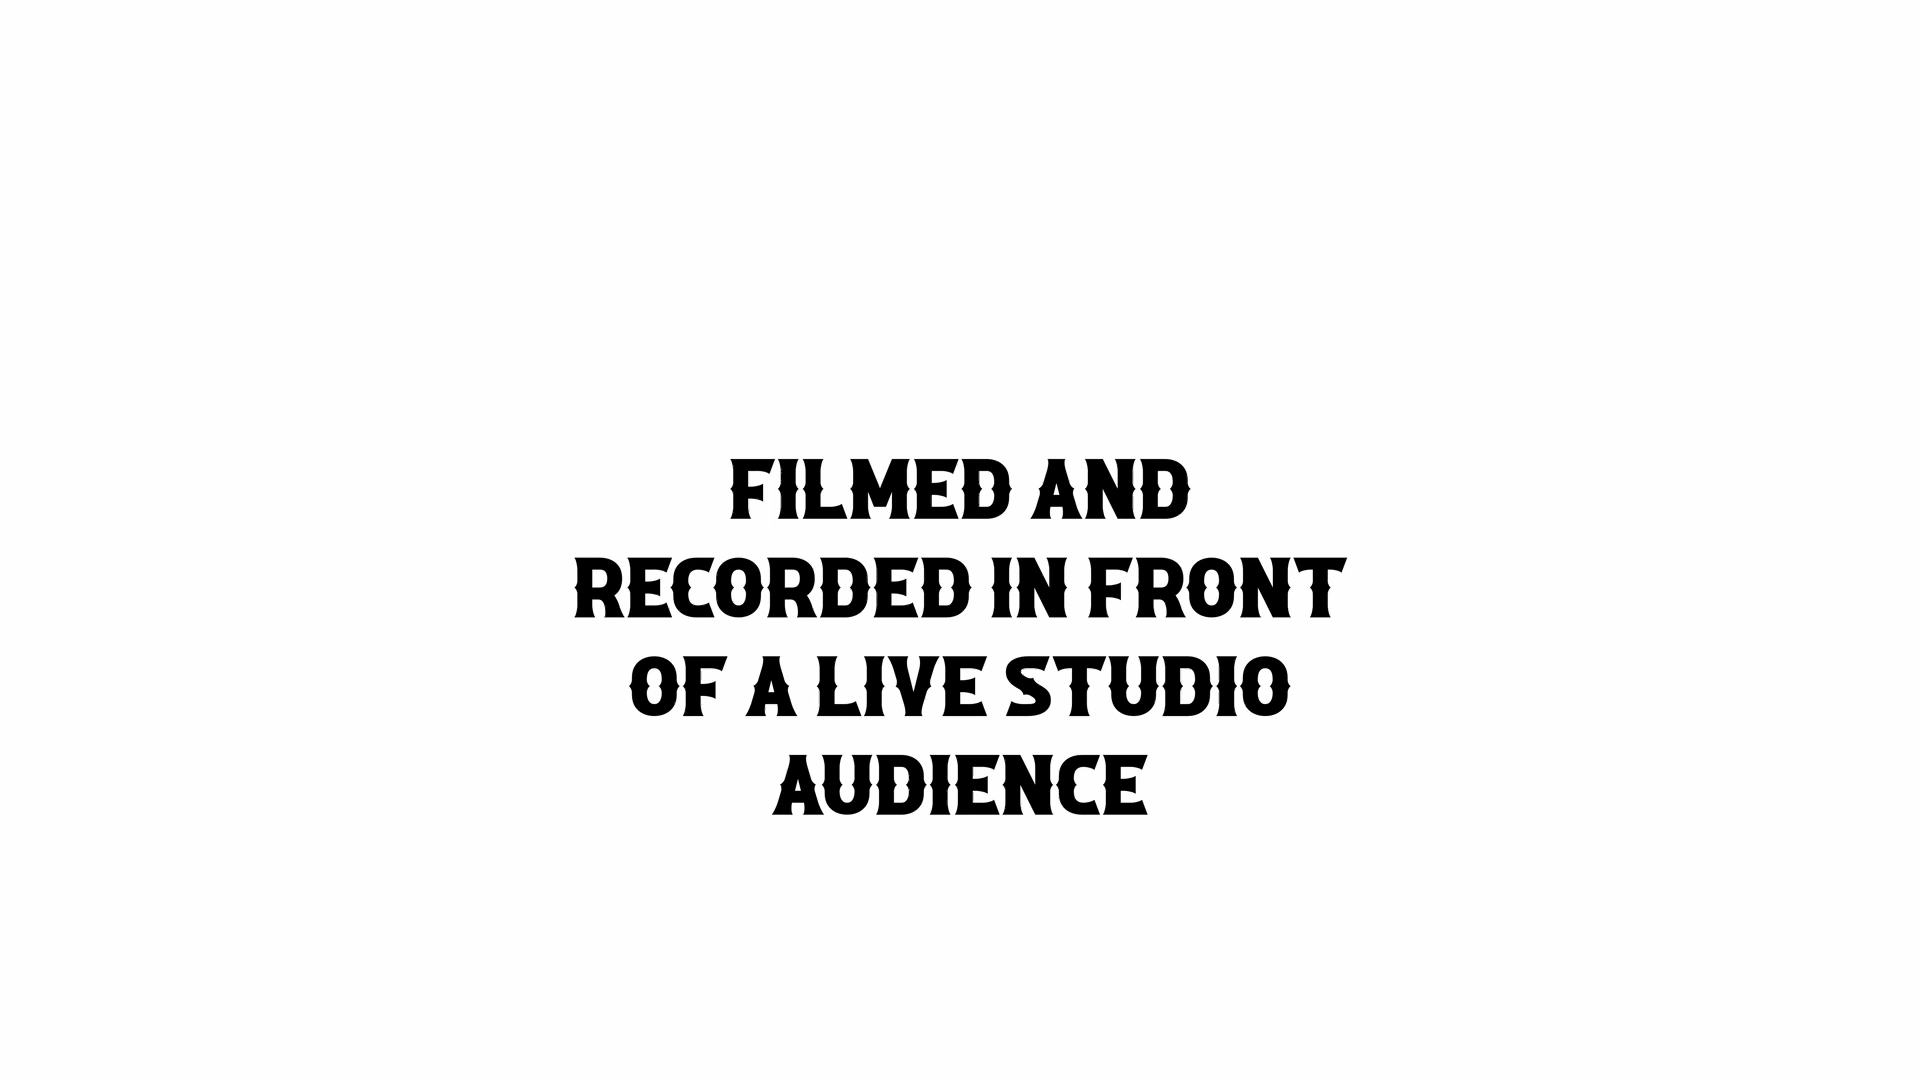 FILMED AND
RECORDED IN FRONT
OF A LIVE STUDIO
AUDIENCE